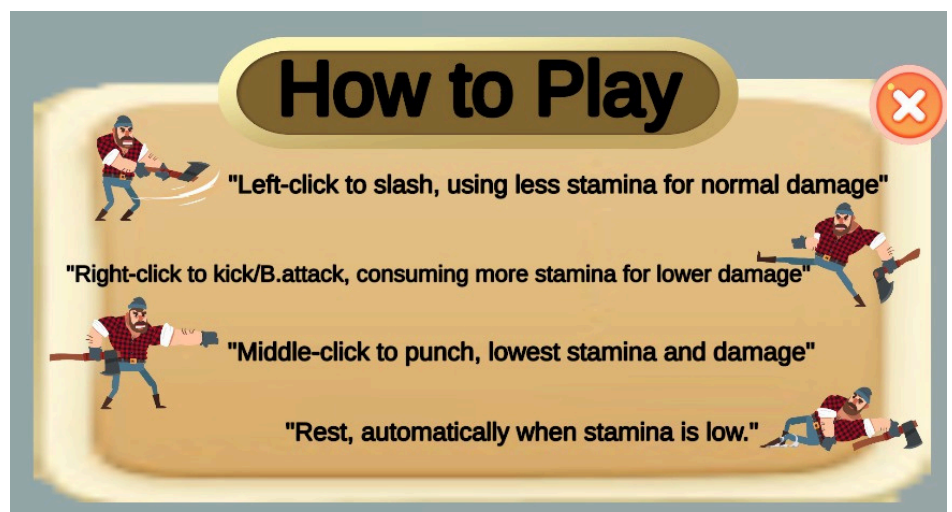 How to Play
"Left-click to slash, using less stamina for normal damage"
"Right-click to kick/B.attack, consuming more stamina for lower damage"
"Middle-click to punch, lowest stamina and damage"
"Rest, automatically when stamina is low."